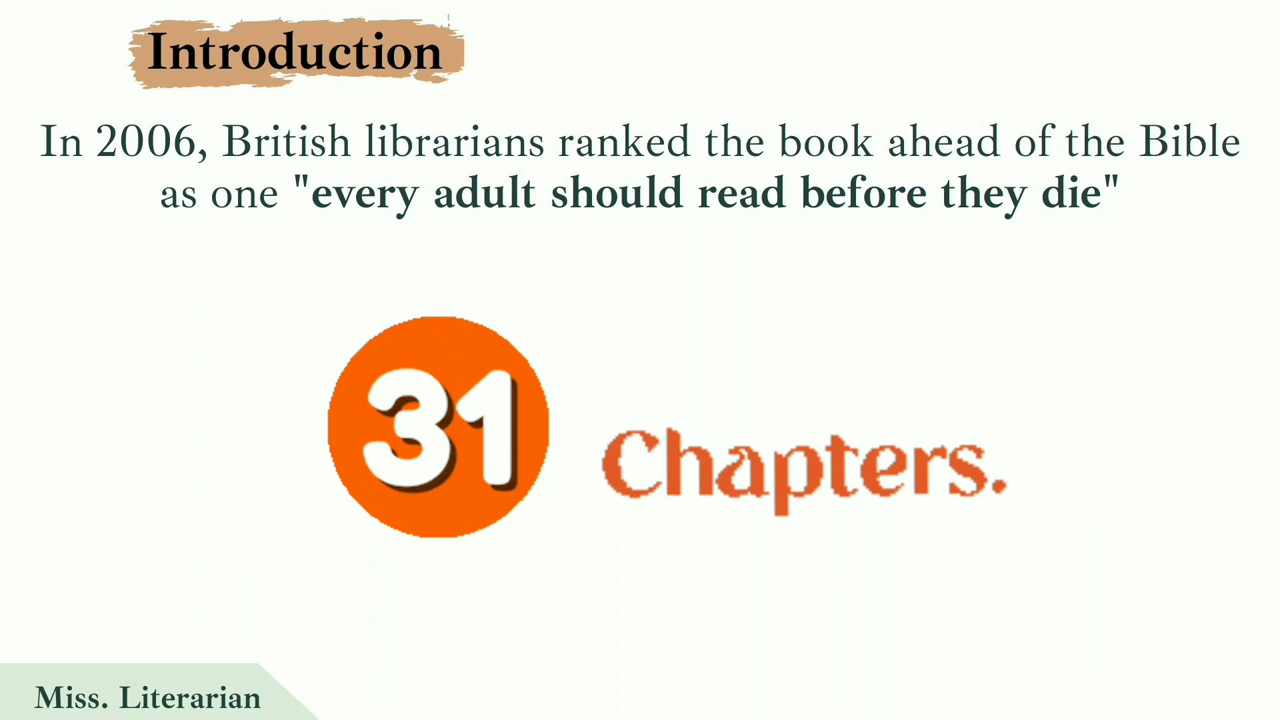 Introduction
In 2006, British librarians ranked the book ahead of the Bible
as one "every adult should read before they die"
31
Chapters.
Miss. Literarian